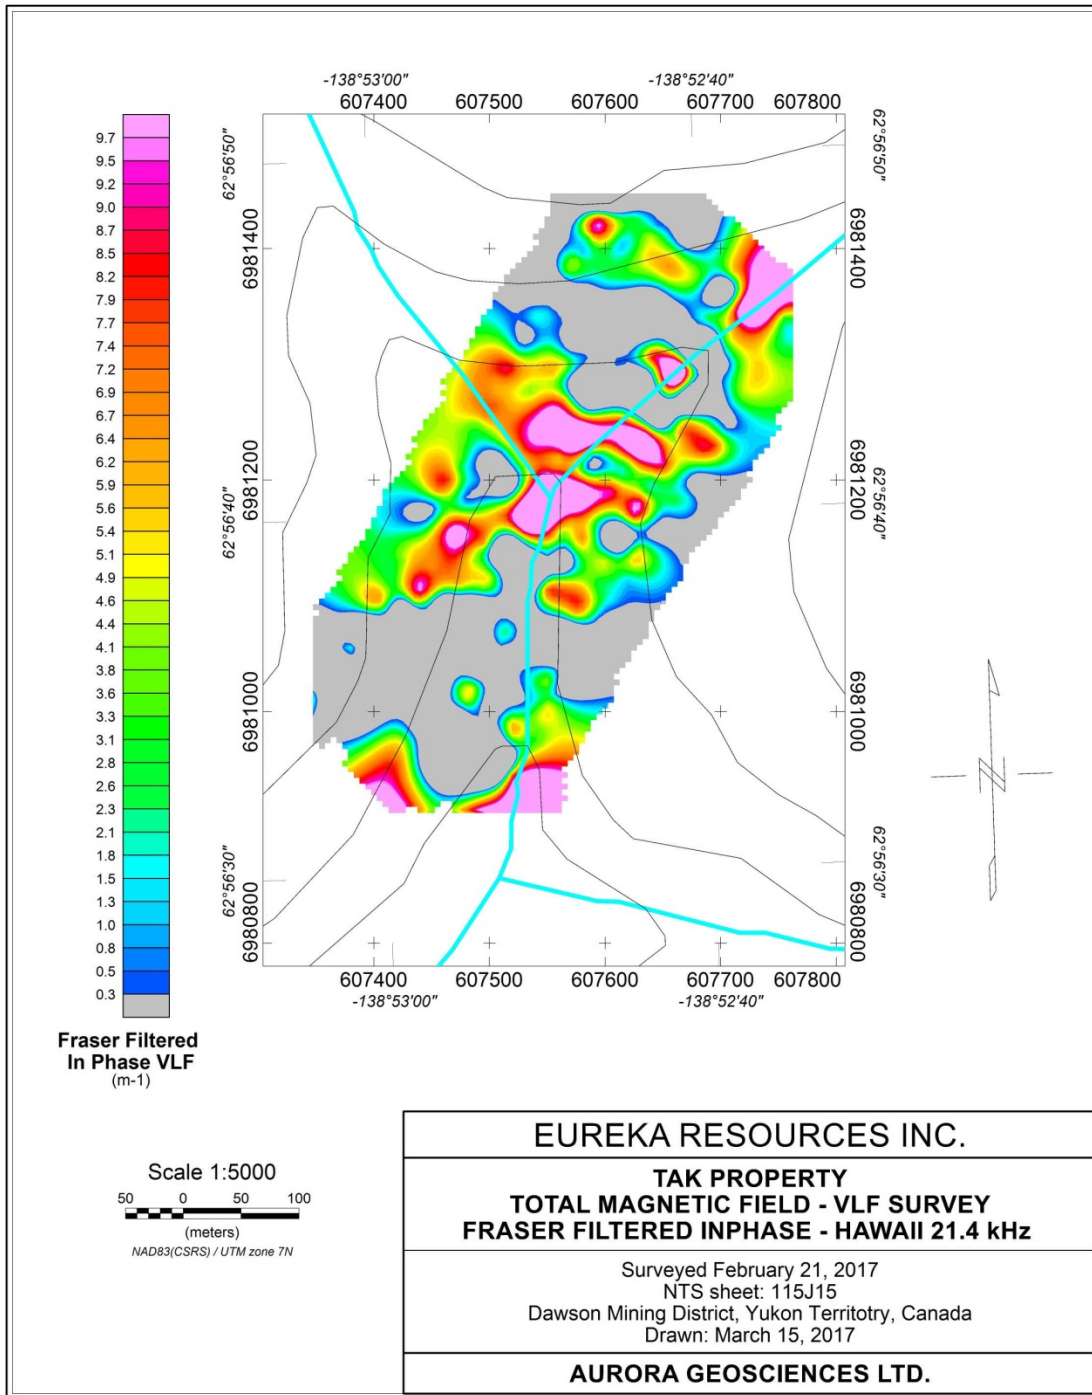 -138°53'00" -138°52'40"
607400 607500 607600 607700 607800
62°56'50" 62°56'50"
6981400 6981400
6981200 6981200
62°56'40" 62°56'40"
6981000 6981000
62°56'30" 62°56'30"
6980800 6980800
607400 607500 607600 607700 607800
-138°53'00" -138°52'40"
9.7
9.5
9.2
9.0
8.7
8.5
8.2
7.9
7.7
7.4
7.2
6.9
6.7
6.4
6.2
5.9
5.6
5.4
5.1
4.9
4.6
4.4
4.1
3.8
3.6
3.3
3.1
2.8
2.6
2.3
2.1
1.8
1.5
1.3
1.0
0.8
0.5
0.3
Fraser Filtered
In Phase VLF
(m-1)
N
Scale 1:5000
50 0 50 100
(meters)
NAD83(CSRS) / UTM zone 7N
EUREKA RESOURCES INC.
TAK PROPERTY
TOTAL MAGNETIC FIELD - VLF SURVEY
FRASER FILTERED INPHASE - HAWAII 21.4 kHz
Surveyed February 21, 2017
NTS sheet: 115J15
Dawson Mining District, Yukon Territotry, Canada
Drawn: March 15, 2017
AURORA GEOSCIENCES LTD.